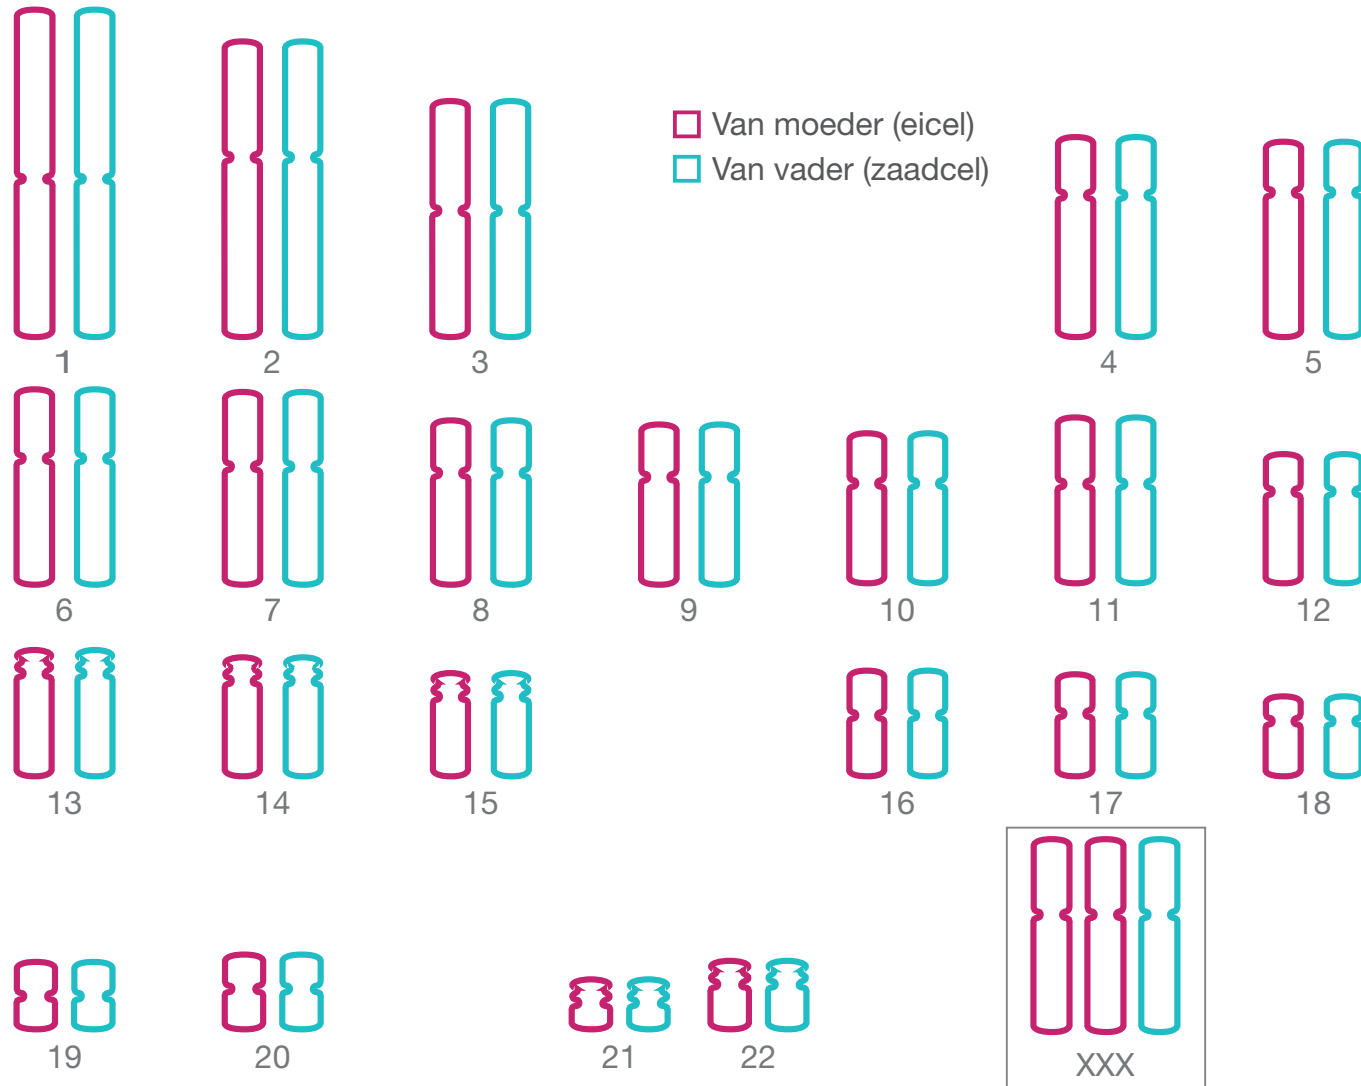 Van moeder (eicel)
Van vader (zaadcel)
1 2 3 4 5
6 7 8 9 10 11 12
13 14 15 16 17 18
19 20 21 22 XXX